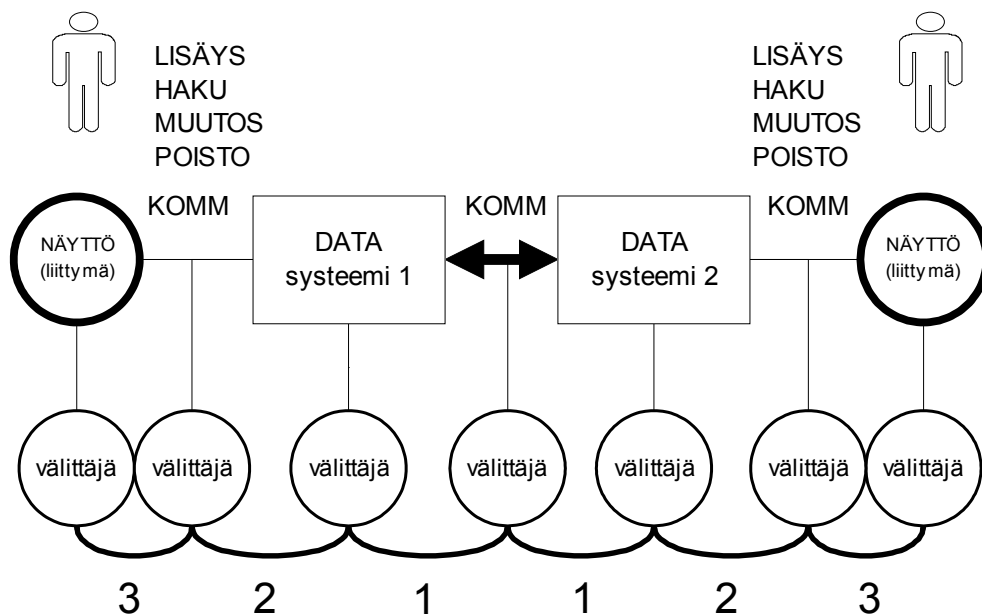 LISÄYS
HAKU
MUUTOS
POISTO
LISÄYS
HAKU
MUUTOS
POISTO
KOMM
KOMM
KOMM
NÄYTTÖ
(liittymä)
DATA
systeemi 1
DATA
systeemi 2
NÄYTTÖ
(liittymä)
välittäjä
välittäjä
välittäjä
välittäjä
välittäjä
välittäjä
välittäjä
3
2
1
1
2
3